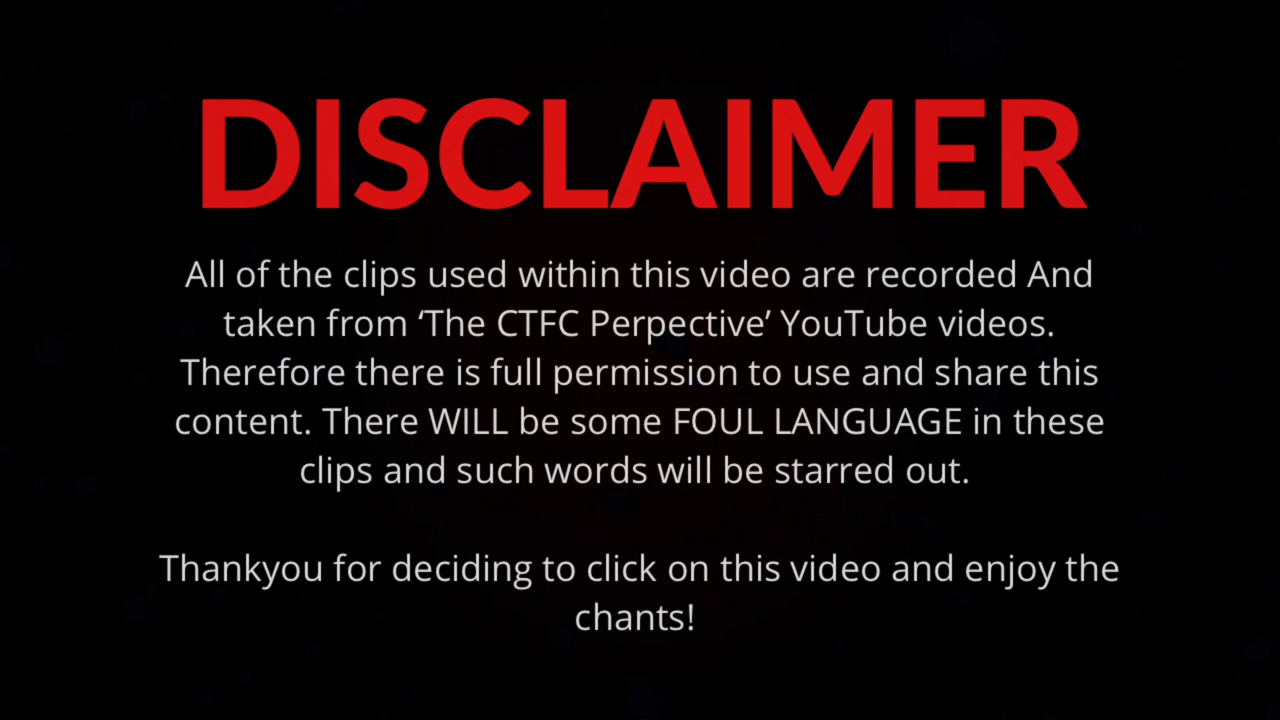 DISCLAIMER
All of the clips used within this video are recorded And
taken from ‘The CTFC Perpective’ YouTube videos.
Therefore there is full permission to use and share this
content. There WILL be some FOUL LANGUAGE in these
clips and such words will be starred out.
Thankyou for deciding to click on this video and enjoy the
chants!